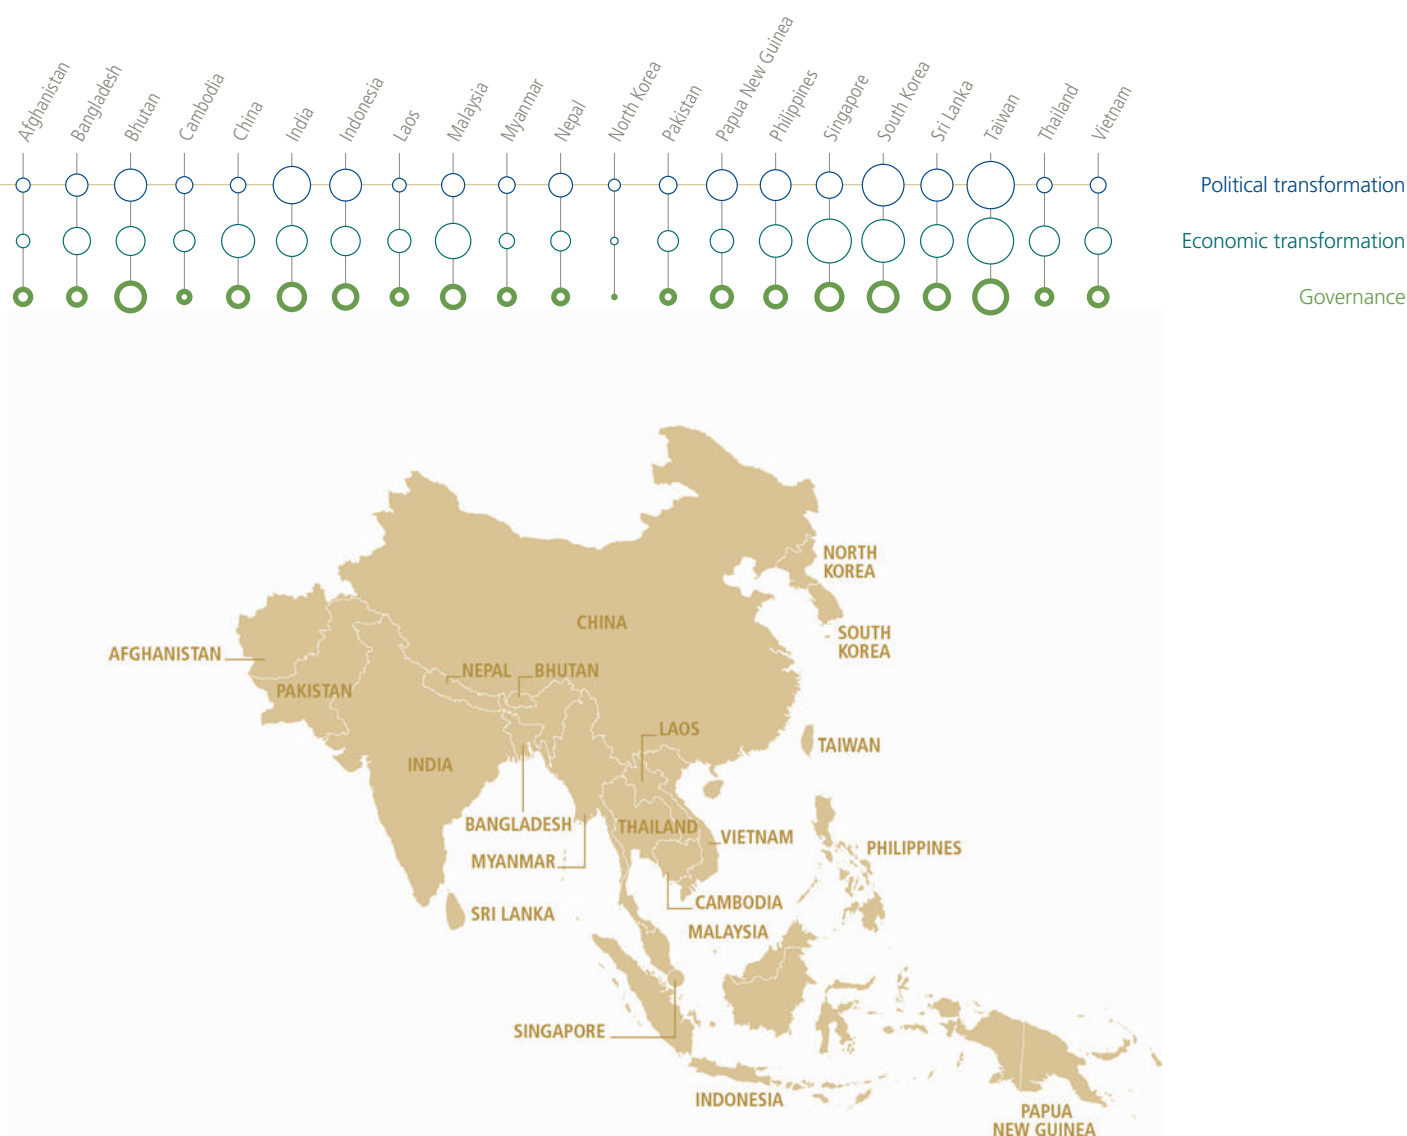 Afghanistan
Bangladesh
Bhutan
Cambodia
China
India
Indonesia
Laos
Malaysia
Myanmar
Nepal
North Korea
Pakistan
Papua New Guinea
Philippines
Singapore
South Korea
Sri Lanka
Taiwan
Thailand
Vietnam
Political transformation
Economic transformation
Governance
NORTH
KOREA
CHINA
SOUTH
KOREA
AFGHANISTAN
NEPAL
BHUTAN
PAKISTAN
LAOS
TAIWAN
INDIA
BANGLADESH
THAILAND
VIETNAM
PHILIPPINES
MYANMAR
CAMBODIA
SRI LANKA
MALAYSIA
SINGAPORE
INDONESIA
PAPUA
NEW GUINEA